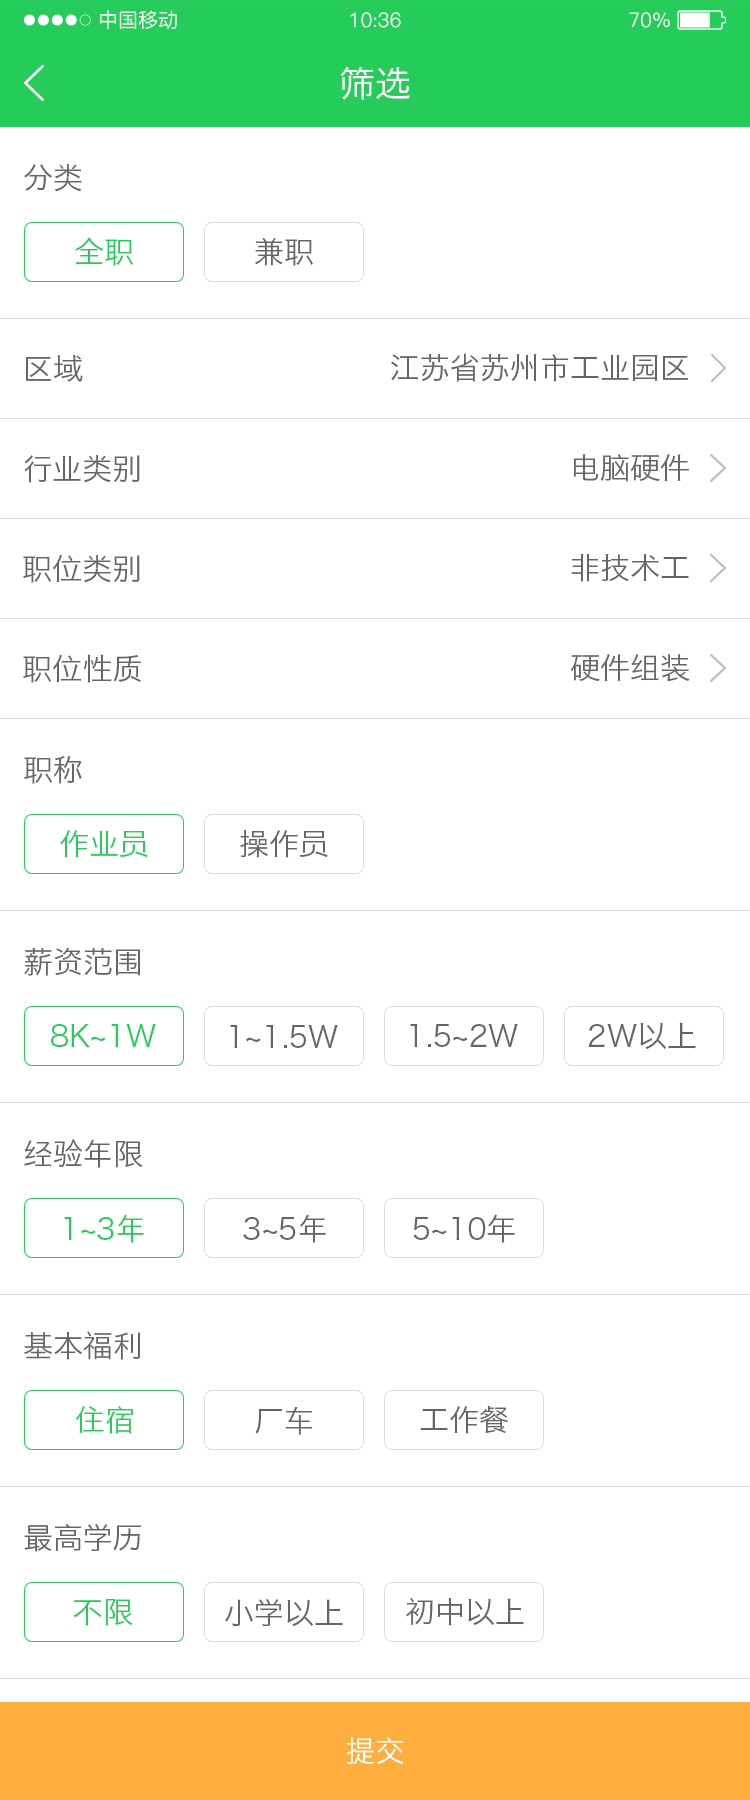 中国移动 10:36 70%
筛选
分类
全职 兼职
区域 江苏省苏州市工业园区
行业类别 电脑硬件
职位类别 非技术工
职位性质 硬件组装
职称
作业员 操作员
薪资范围
8K~1W 1~1.5W 1.5~2W 2W以上
经验年限
1~3年 3~5年 5~10年
基本福利
住宿 厂车 工作餐
最高学历
不限 小学以上 初中以上
提交